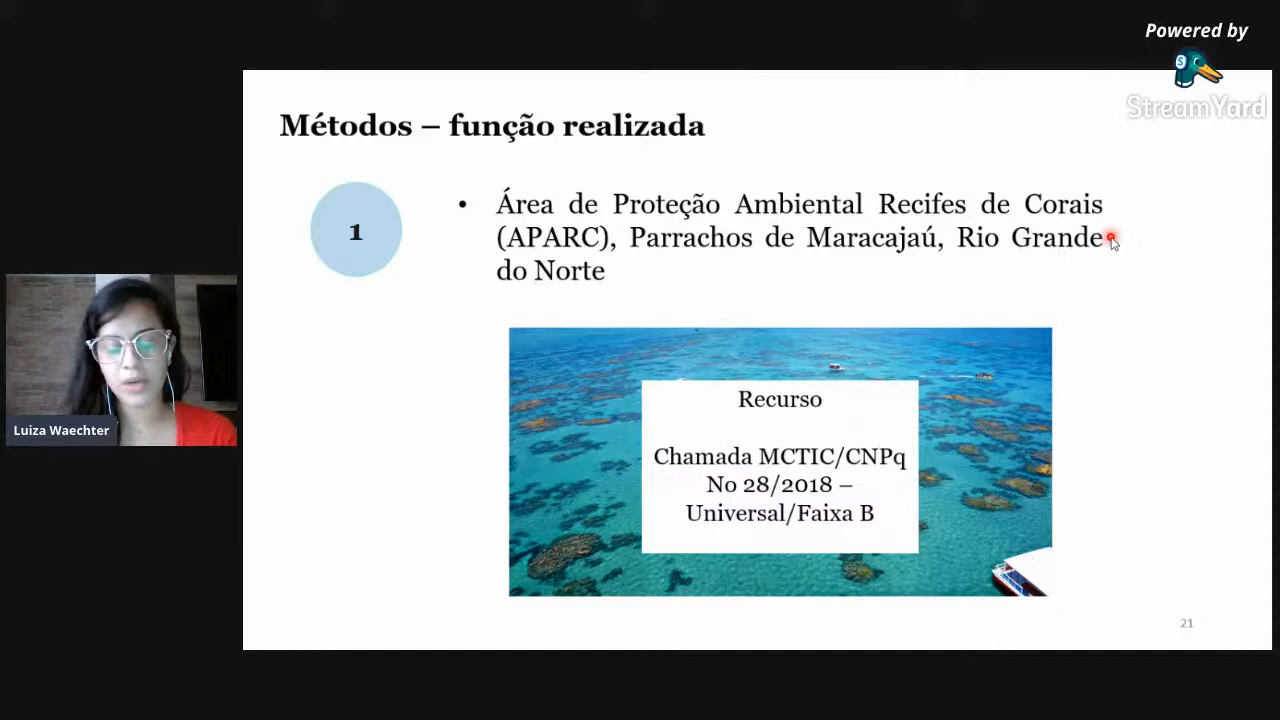 Powered by
StreamYard
Métodos – função realizada
1
• Área de Proteção Ambiental Recifes de Corais
(APARC), Parrachos de Maracajaú, Rio Grande
do Norte
Recurso
Chamada MCTIC/CNPq
No 28/2018 –
Universal/Faixa B
Luiza Waechter
21